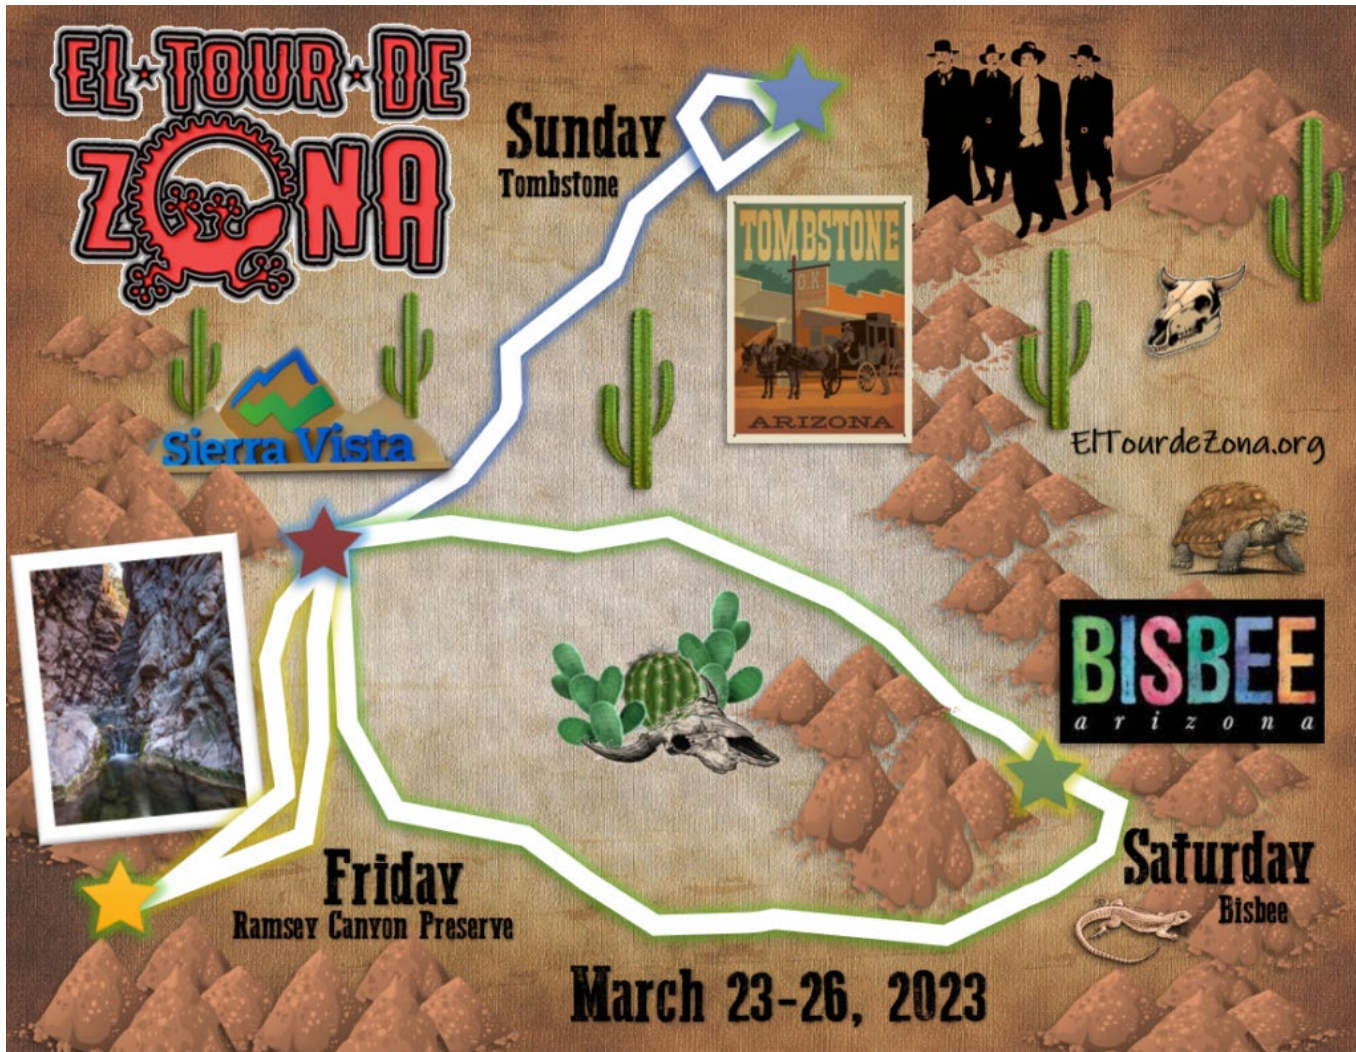 EL★TOUR★DE
ZONA
Sunday
Tombstone
TOMBSTONE
O.K.
ARIZONA
Sierra Vista
ElTourdeZona.org
BISBEE
arizona
Friday
Ramsey Canyon Preserve
Saturday
Bisbee
March 23-26, 2023